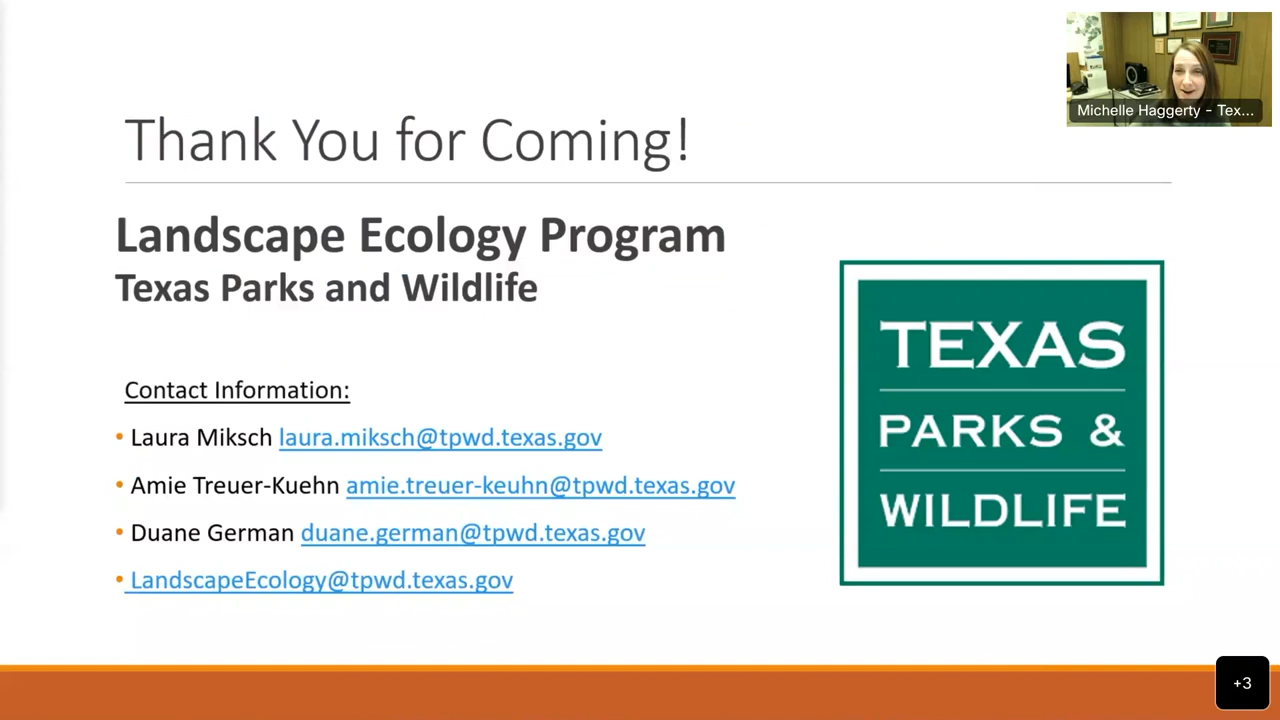 Thank You for Coming!
Michelle Haggerty - Tex...
Landscape Ecology Program
Texas Parks and Wildlife
Contact Information:
• Laura Miksch laura.miksch@tpwd.texas.gov
• Amie Treuer-Kuehn amie.treuer-keuhn@tpwd.texas.gov
• Duane German duane.german@tpwd.texas.gov
• LandscapeEcology@tpwd.texas.gov
TEXAS
PARKS &
WILDLIFE
+3